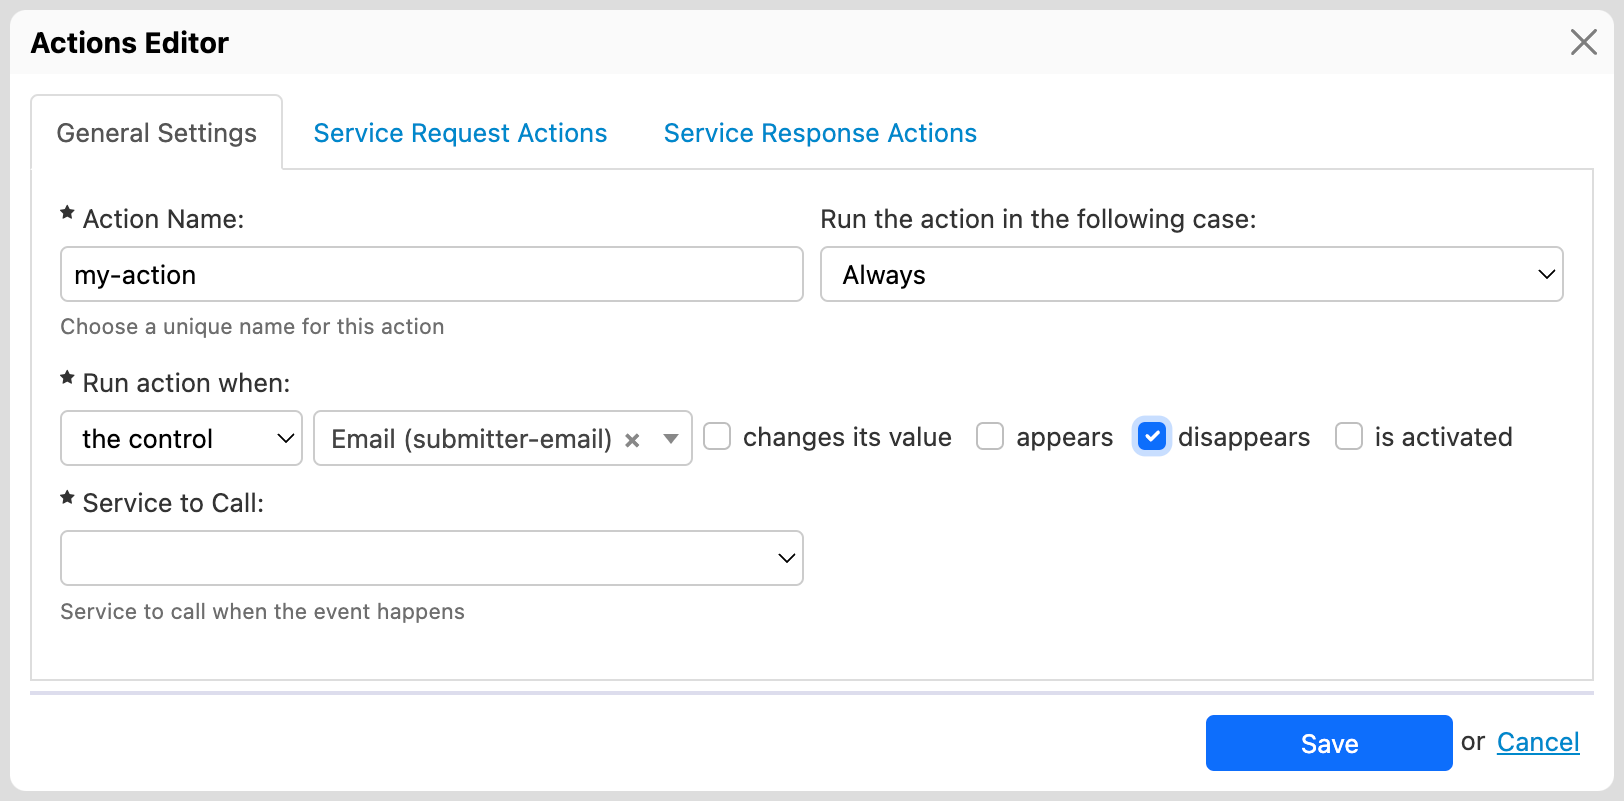 Actions Editor
General Settings
Service Request Actions
Service Response Actions
Action Name:
Run the action in the following case:
my-action
Always
Choose a unique name for this action
Run action when:
the control
Email (submitter-email)
changes its value
appears
disappears
is activated
Service to Call:
Service to call when the event happens
Save
or Cancel